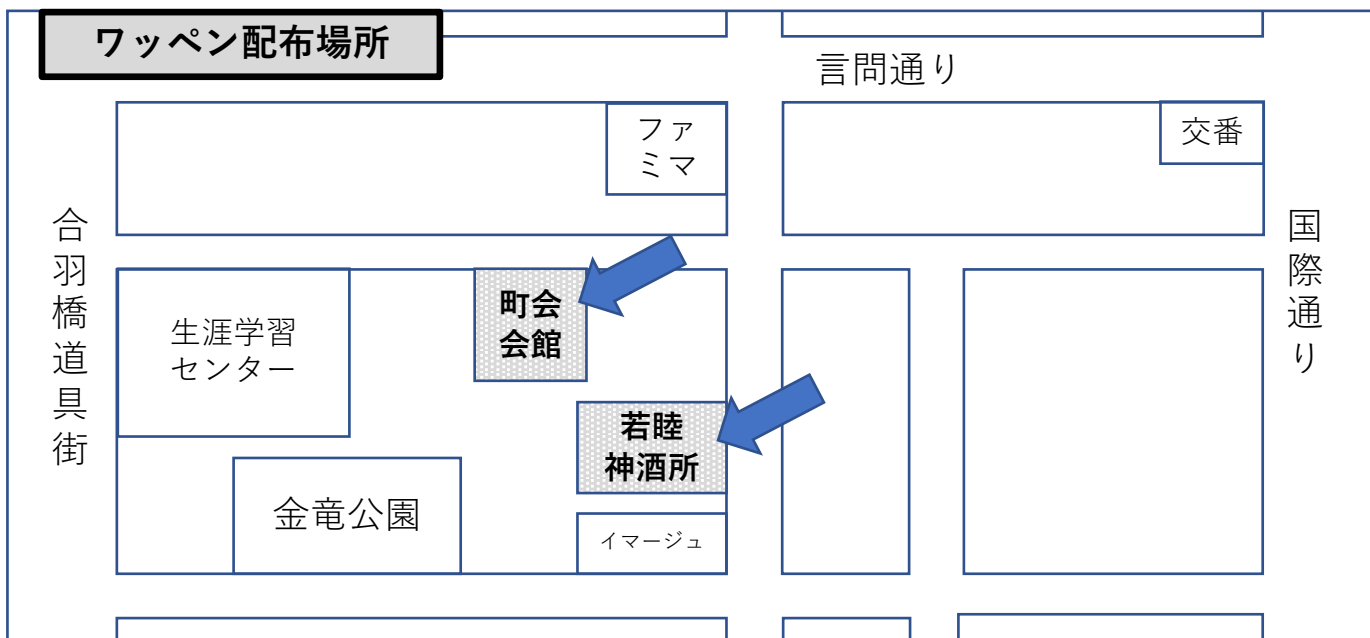 ワッペン配布場所
言問通り
ファ
ミマ
交番
合羽橋道具街
国際通り
町会
会館
生涯学習
センター
若睦
神酒所
金竜公園
イマージュ